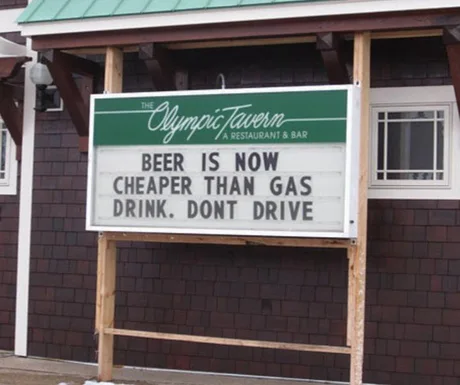 THE
Olympic Tavern
A RESTAURANT & BAR
BEER IS NOW
CHEAPER THAN GAS
DRINK. DONT DRIVE